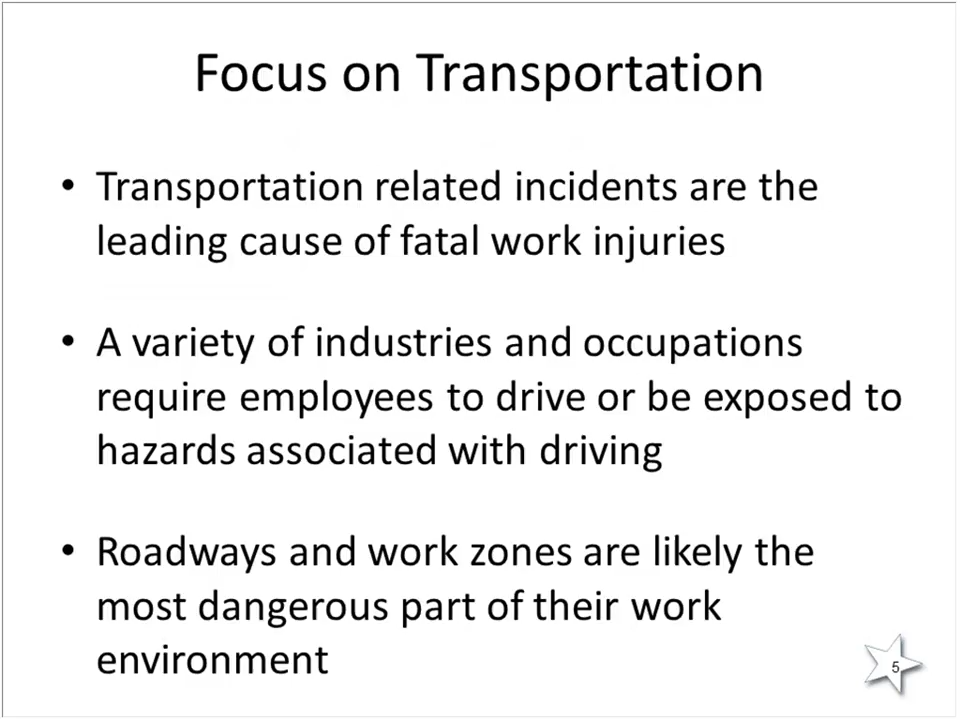 Focus on Transportation
• Transportation related incidents are the
leading cause of fatal work injuries
• A variety of industries and occupations
require employees to drive or be exposed to
hazards associated with driving
• Roadways and work zones are likely the
most dangerous part of their work
environment
5